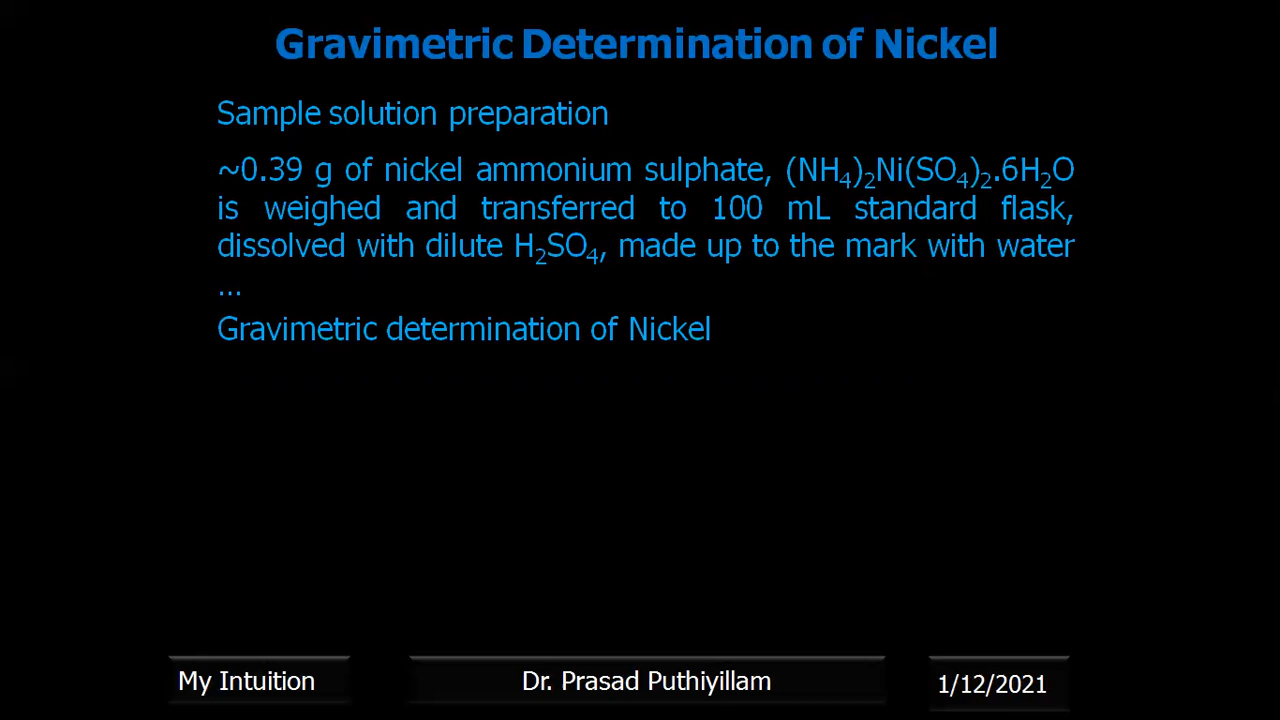 Gravimetric Determination of Nickel
Sample solution preparation
~0.39 g of nickel ammonium sulphate, (NH₄)₂Ni(SO₄)₂.6H₂O
is weighed and transferred to 100 mL standard flask,
dissolved with dilute H₂SO₄, made up to the mark with water
...
Gravimetric determination of Nickel
My Intuition
Dr. Prasad Puthiyillam
1/12/2021